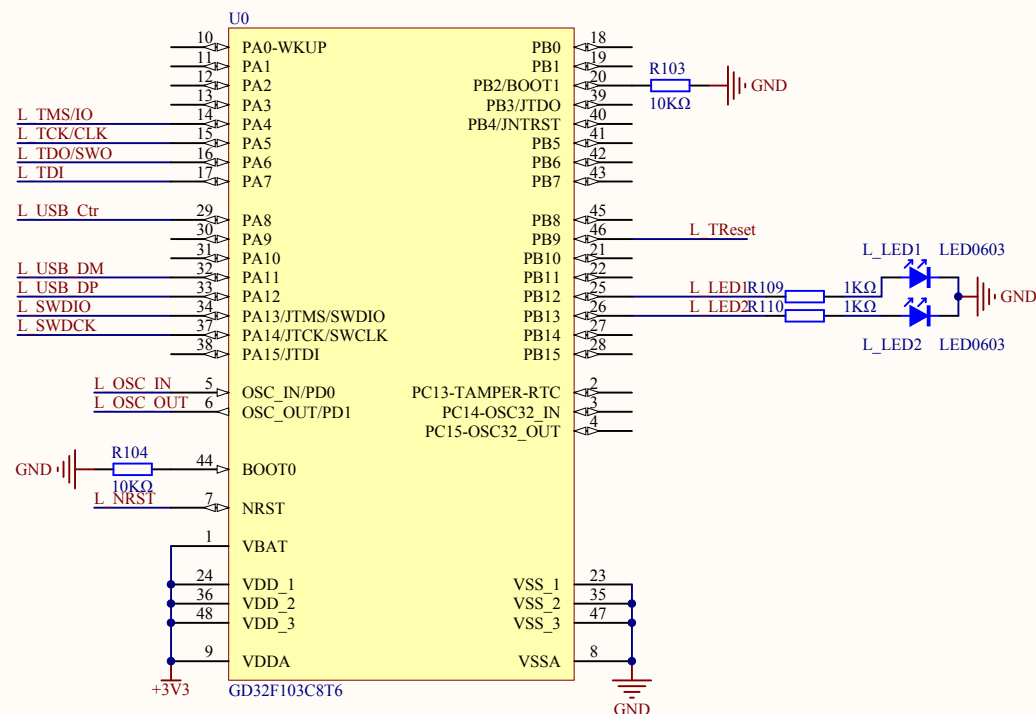 U0
10 PA0-WKUP PB0 18
11 PA1 PB1 19
12 PA2 PB2/BOOT1 20 R103 10KΩ GND
13 PA3 PB3/JTDO 39
L_TMS/IO 14 PA4 PB4/JNTRST 40
L_TCK/CLK 15 PA5 PB5 41
L_TDO/SWO 16 PA6 PB6 42
L_TDI 17 PA7 PB7 43
L_USB_Ctr 29 PA8 PB8 45
30 PA9 PB9 46 L_TReset
31 PA10 PB10 21 L_LED1 LED0603
L_USB_DM 32 PA11 PB11 22
L_USB_DP 33 PA12 PB12 25 L_LED1 R109 1KΩ GND
L_SWDIO 34 PA13/JTMS/SWDIO PB13 26 L_LED2 R110 1KΩ
L_SWDCK 37 PA14/JTCK/SWCLK PB14 27
38 PA15/JTDI PB15 28 L_LED2 LED0603
L_OSC_IN 5 OSC_IN/PD0 PC13-TAMPER-RTC 2
L_OSC_OUT 6 OSC_OUT/PD1 PC14-OSC32_IN 3
PC15-OSC32_OUT 4
R104
GND 44 BOOT0
10KΩ
L_NRST 7 NRST
1 VBAT
24 VDD_1 VSS_1 23
36 VDD_2 VSS_2 35
48 VDD_3 VSS_3 47
9 VDDA VSSA 8
+3V3 GD32F103C8T6
GND